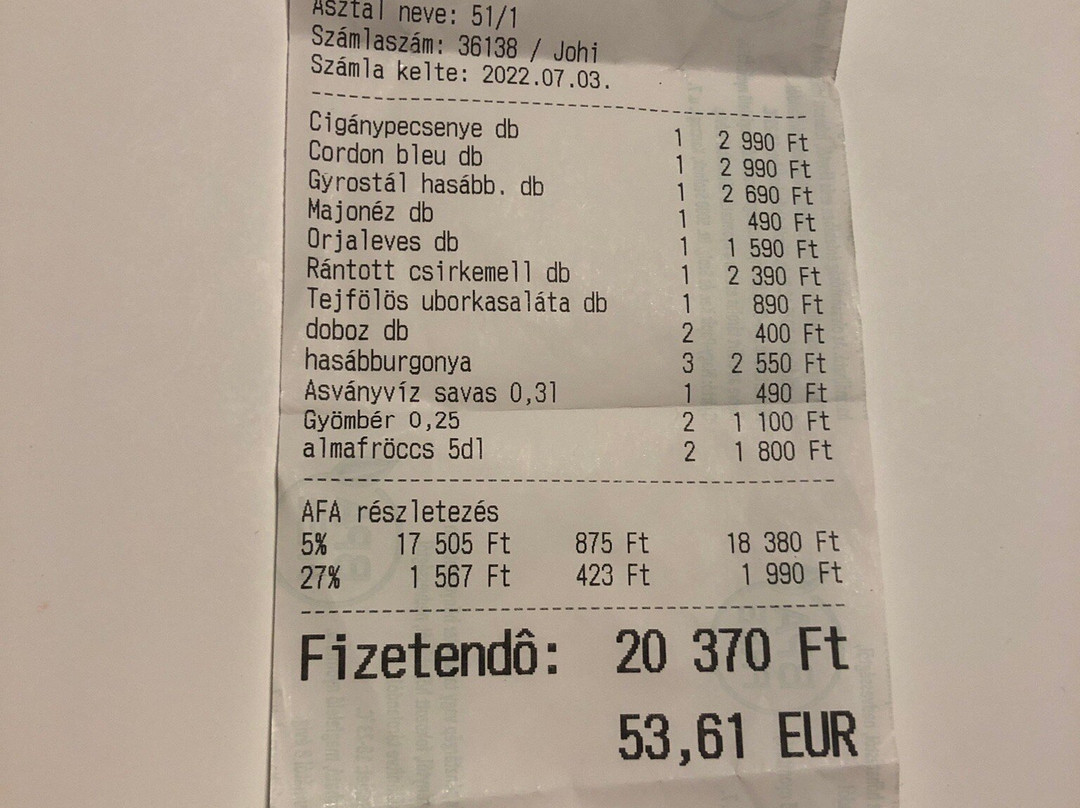 Asztal neve: 51/1
Számlaszám: 36138 / Johi
Számla kelte: 2022.07.03.
Cigánypecsenye db 1 2 990 Ft
Cordon bleu db 1 2 990 Ft
Gyrostál hasább. db 1 2 690 Ft
Majonéz db 1 490 Ft
Orjaleves db 1 1 590 Ft
Rántott csirkemell db 1 2 390 Ft
Tejfölös uborkasaláta db 1 890 Ft
doboz db 2 400 Ft
hasábburgonya 3 2 550 Ft
Asványvíz savas 0,3l 1 490 Ft
Gyömbér 0,25 2 1 100 Ft
almafröccs 5dl 2 1 800 Ft
AFA részletezés
5% 17 505 Ft 875 Ft 18 380 Ft
27% 1 567 Ft 423 Ft 1 990 Ft
Fizetendô: 20 370 Ft
53,61 EUR